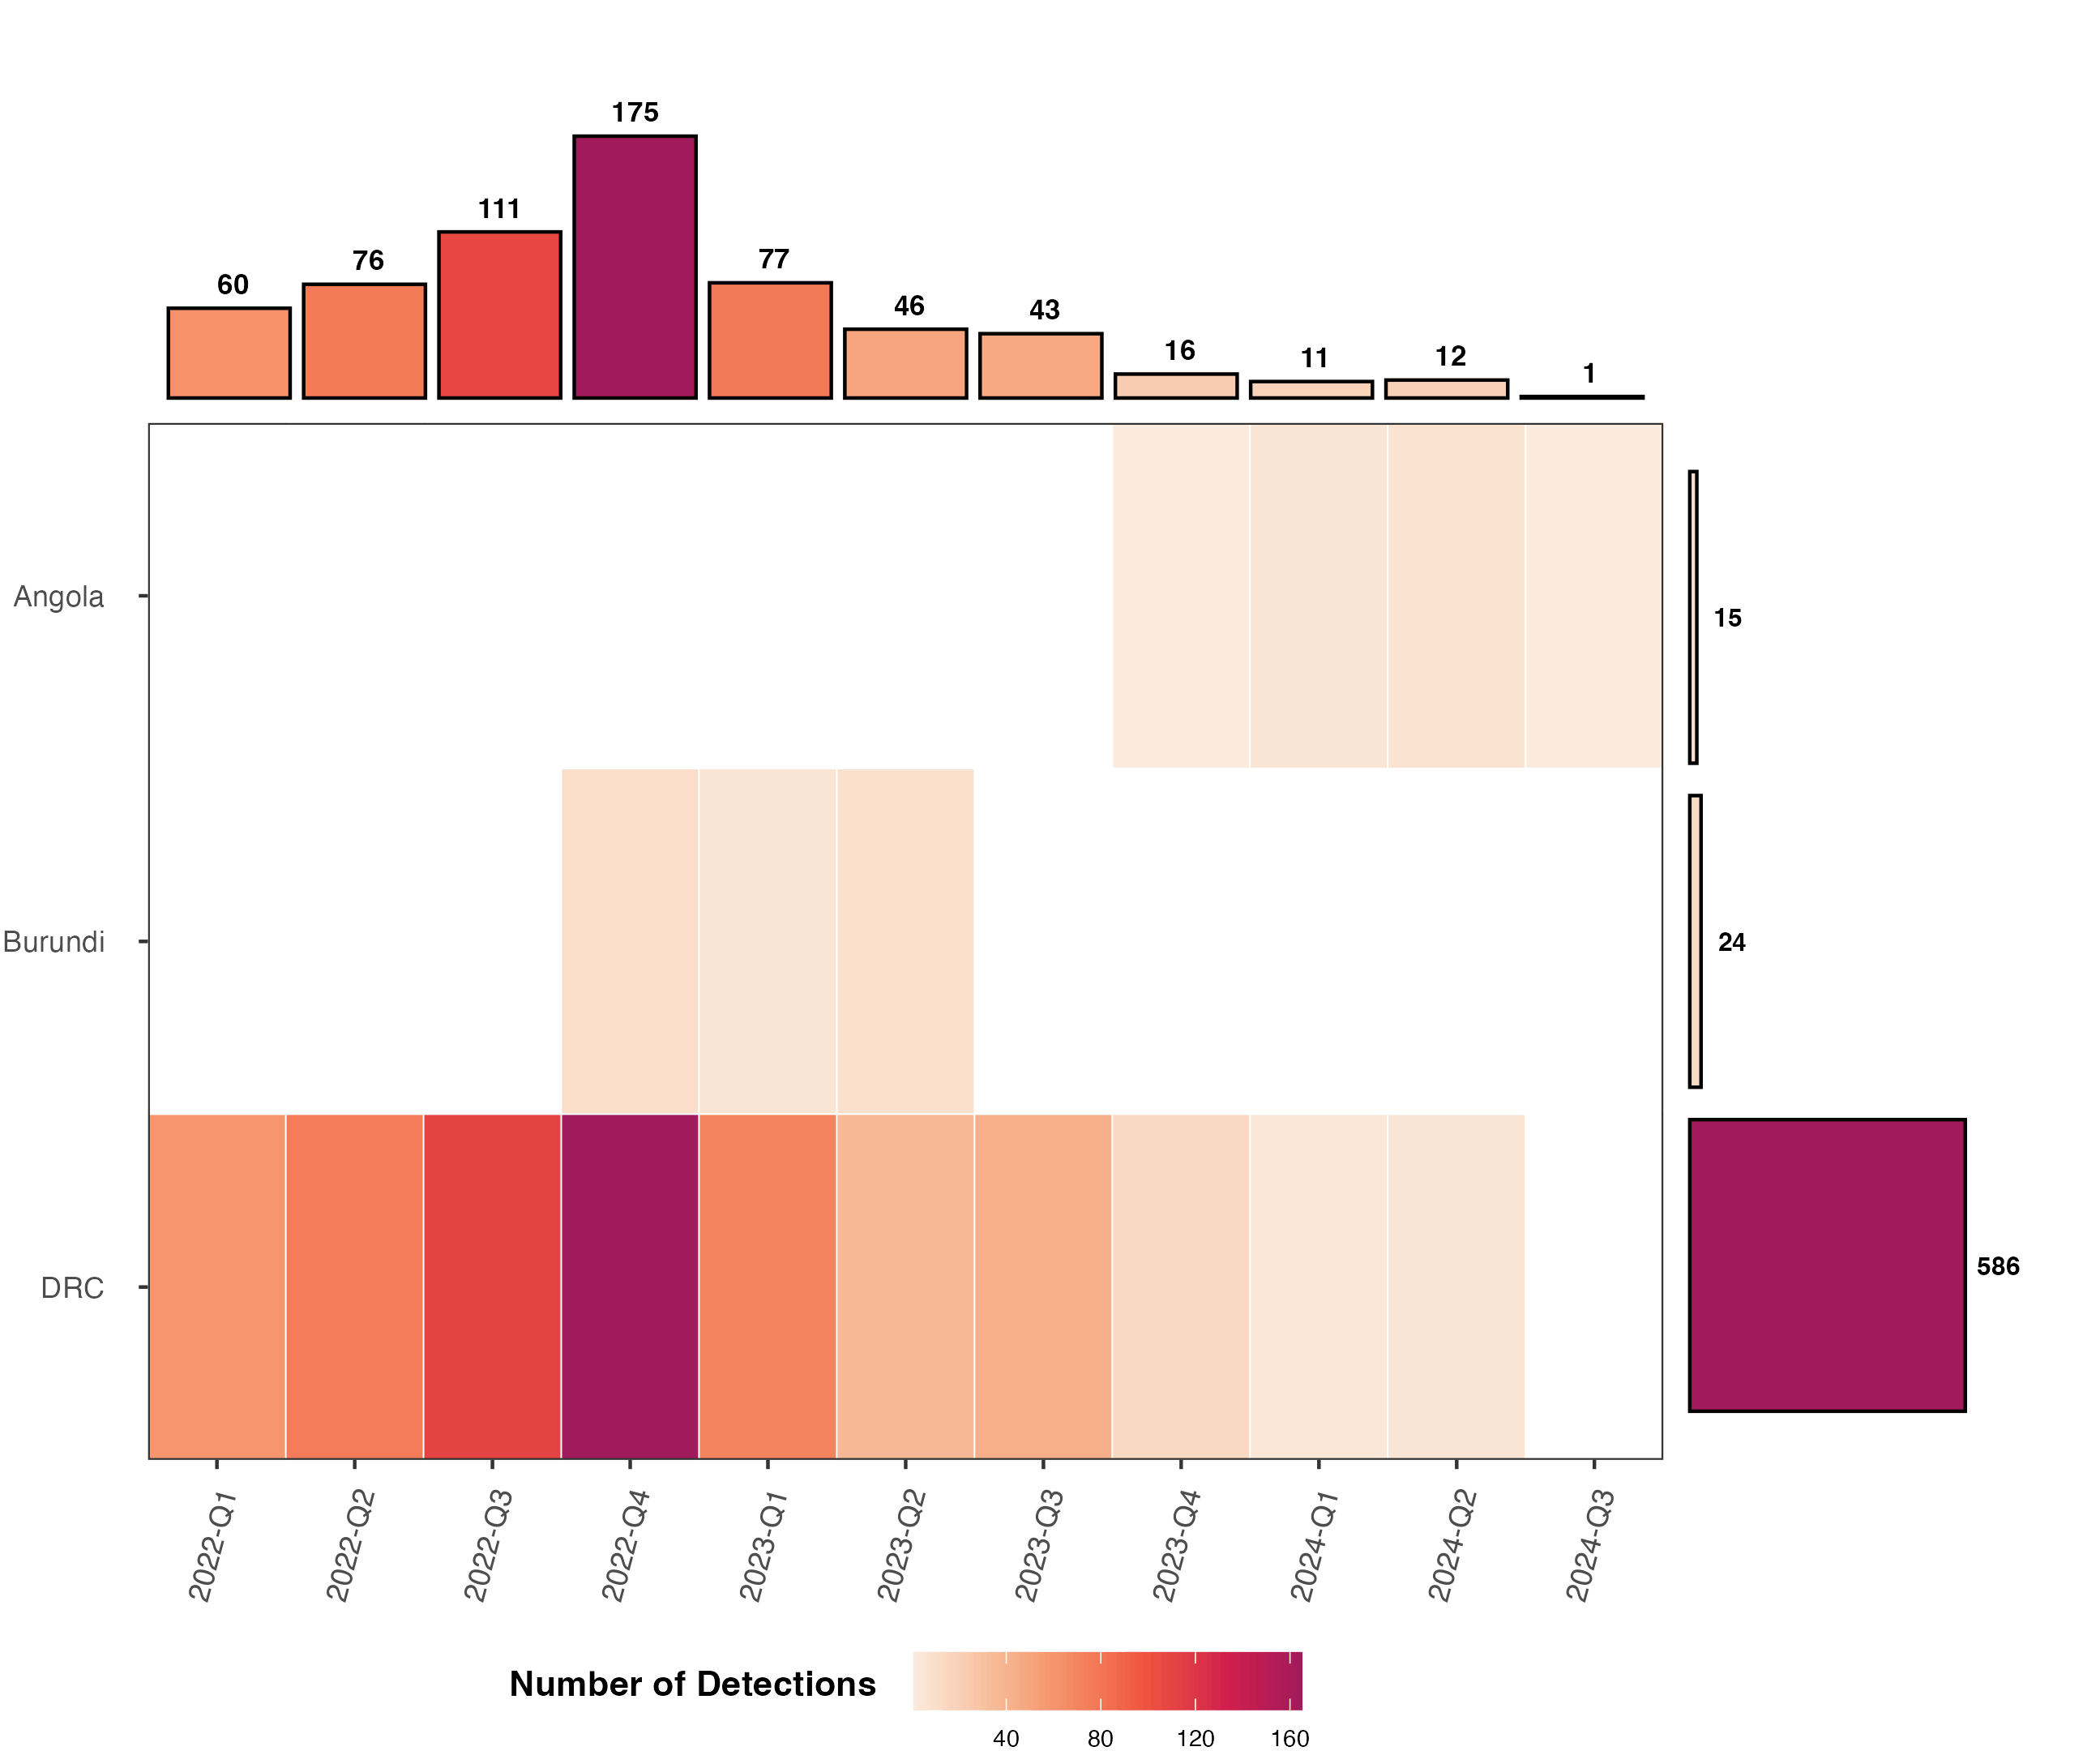 175
111
76
77
60
46
43
16
11
12
1
Angola
15
Burundi
24
DRC
586
2022-Q1
2022-Q2
2022-Q3
2022-Q4
2023-Q1
2023-Q2
2023-Q3
2023-Q4
2024-Q1
2024-Q2
2024-Q3
Number of Detections
40 80 120 160